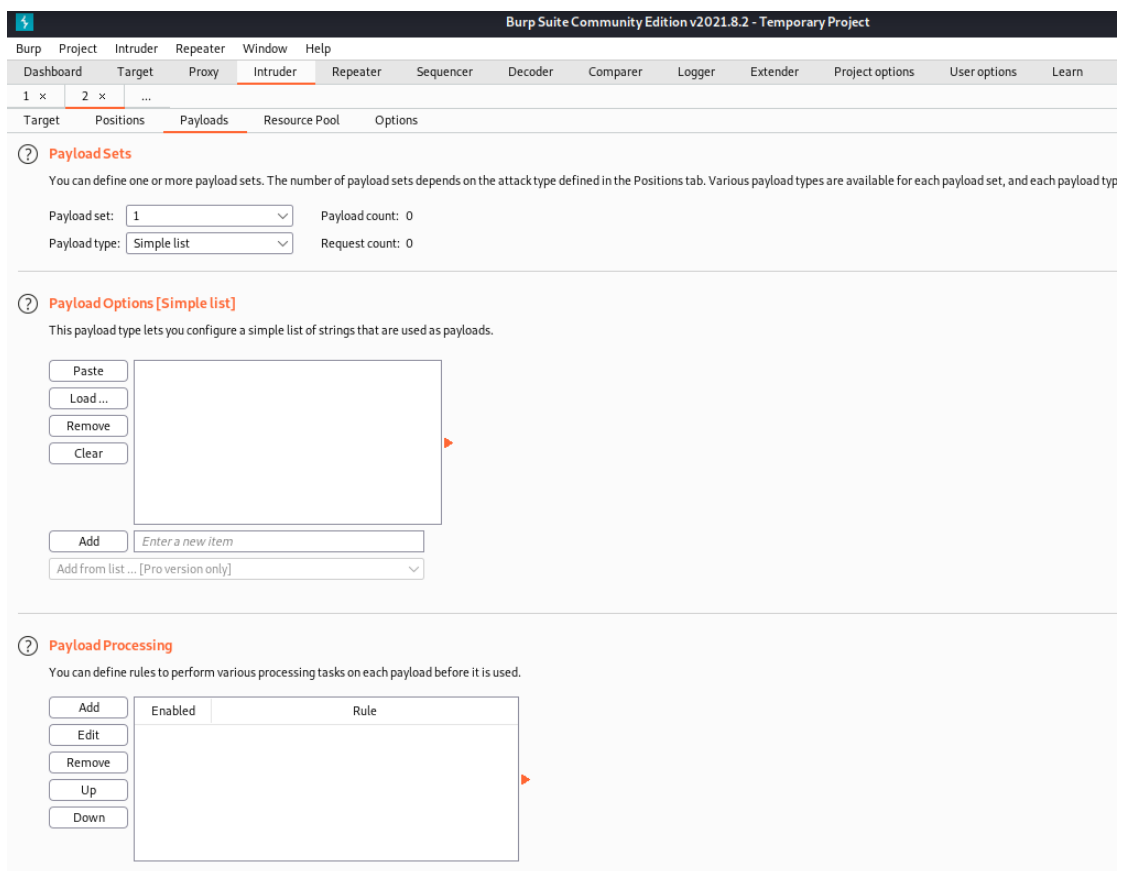 Burp Suite Community Edition v2021.8.2 - Temporary Project
Burp Project Intruder Repeater Window Help
Dashboard Target Proxy Intruder Repeater Sequencer Decoder Comparer Logger Extender Project options User options Learn
1 × 2 × ...
Target Positions Payloads Resource Pool Options
? Payload Sets
You can define one or more payload sets. The number of payload sets depends on the attack type defined in the Positions tab. Various payload types are available for each payload set, and each payload typ
Payload set: 1 Payload count: 0
Payload type: Simple list Request count: 0
? Payload Options [Simple list]
This payload type lets you configure a simple list of strings that are used as payloads.
Paste
Load ...
Remove
Clear
Add Enter a new item
Add from list ... [Pro version only]
? Payload Processing
You can define rules to perform various processing tasks on each payload before it is used.
Add Enabled Rule
Edit
Remove
Up
Down